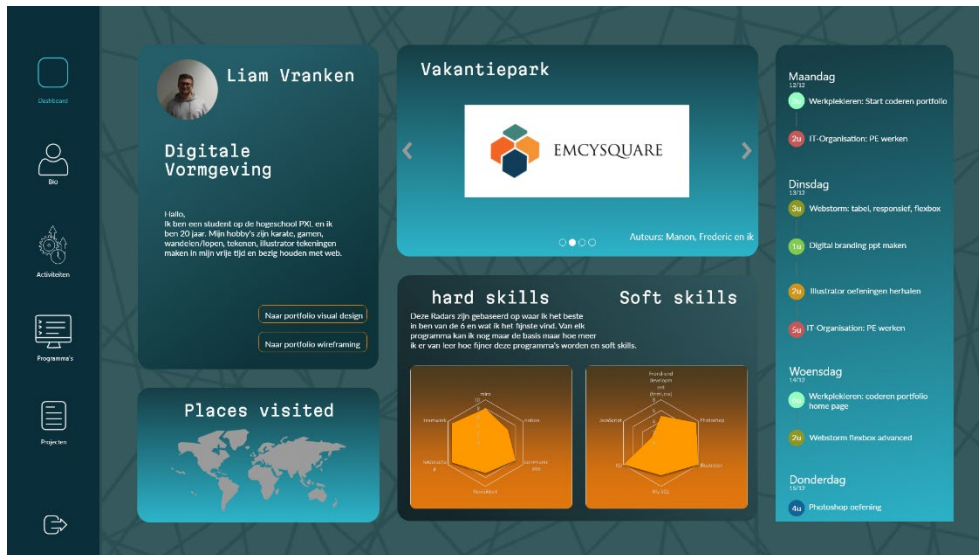 Dashboard
Bio
Activiteiten
Programma's
Projecten
Liam Vranken
Digitale
Vormgeving
Hallo,
Ik ben een student op de hogeschool PXL en ik
ben 20 jaar. Mijn hobby's zijn karate, gamen,
wandelen/lopen, tekenen, illustrator tekeningen
maken in mijn vrije tijd en bezig houden met web.
Naar portfolio visual design
Naar portfolio wireframing
Places visited
Vakantiepark
EMCYSQUARE
Auteurs: Manon, Frederic en ik
hard skills
Soft skills
Deze Radars zijn gebaseerd op waar ik het beste
in ben van de 6 en wat ik het fijnste vind. Van elk
programma kan ik nog maar de basis maar hoe meer
ik er van leer hoe fijner deze programma's worden en soft skills.
10
teamwork
Front-end
Photoshop
Illustrator
Maandag
12/12
Werkplekleren: Start coderen portfolio
2u IT-Organisation: PE werken
Dinsdag
13/12
3u Webstorm: tabel, responsief, flexbox
1u Digital branding ppt maken
2u Illustrator oefeningen herhalen
5u IT-Organisation: PE werken
Woensdag
14/12
Werkplekleren: coderen portfolio
home page
2u Webstorm flexbox advanced
Donderdag
15/12
4u Photoshop oefening